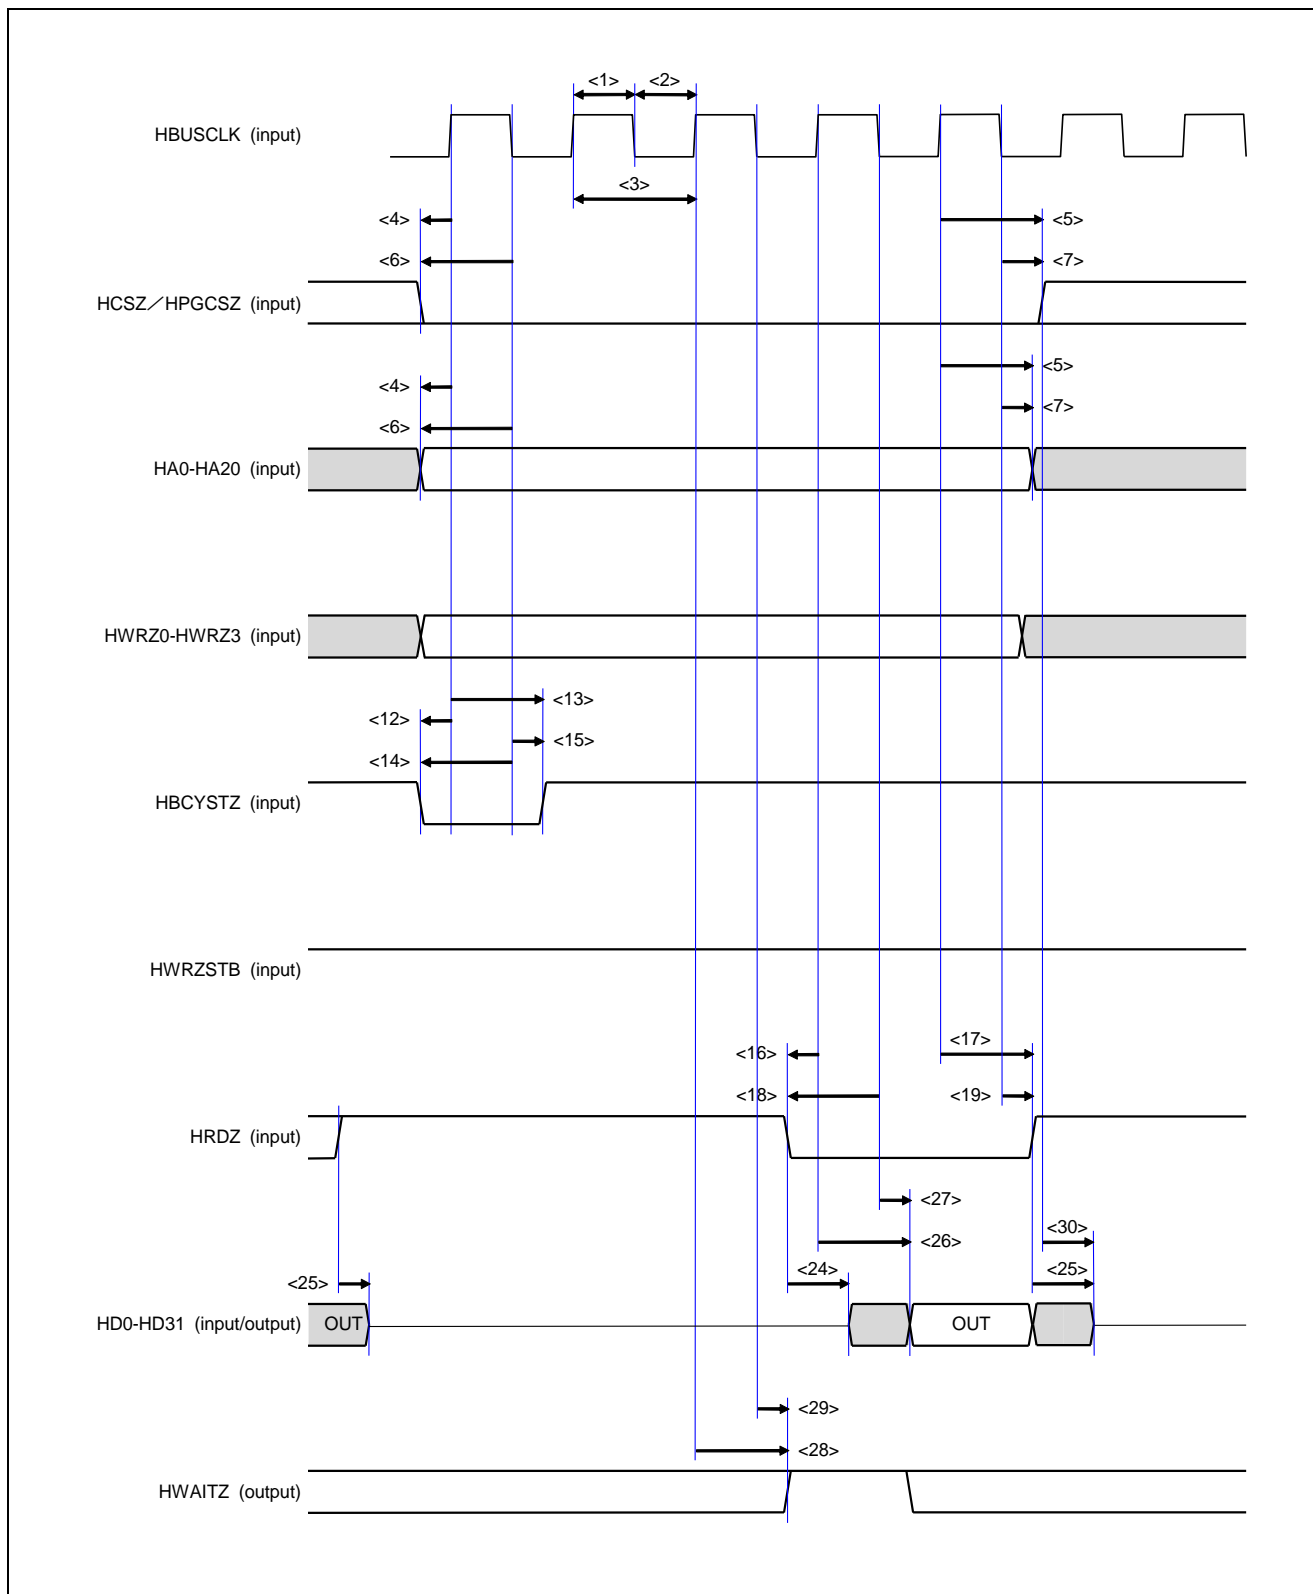 <1> <2>
HBUSCLK (input)
<3>
<4> <5>
<6> <7>
HCSZ／HPGCSZ (input)
<5>
<4>
<7>
<6>
HA0-HA20 (input)
HWRZ0-HWRZ3 (input)
<13>
<12>
<15>
<14>
HBCYSTZ (input)
HWRZSTB (input)
<16> <17>
<18> <19>
HRDZ (input)
<27>
<30>
<26>
<24>
<25> <25>
HD0-HD31 (input/output) OUT OUT
<29>
<28>
HWAITZ (output)